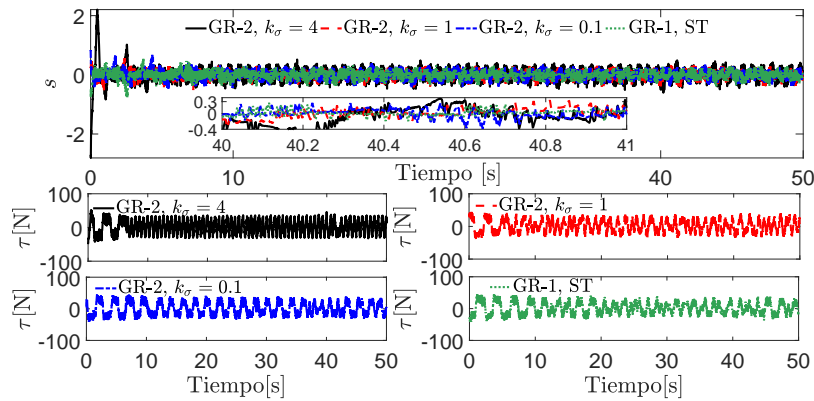 GR-2, kσ = 4 GR-2, kσ = 1 GR-2, kσ = 0.1 GR-1, ST
2
s
0
-2
0.3
0
-0.4
40 40.2 40.4 40.6 40.8 41
0 10 40 50
Tiempo [s]
100 GR-2, kσ = 4
τ[N]
0
-100
100 GR-2, kσ = 1
τ[N]
0
-100
100 GR-2, kσ = 0.1
τ[N]
0
-100
0 10 20 30 40 50
Tiempo[s]
100 GR-1, ST
τ[N]
0
-100
0 10 20 30 40 50
Tiempo[s]